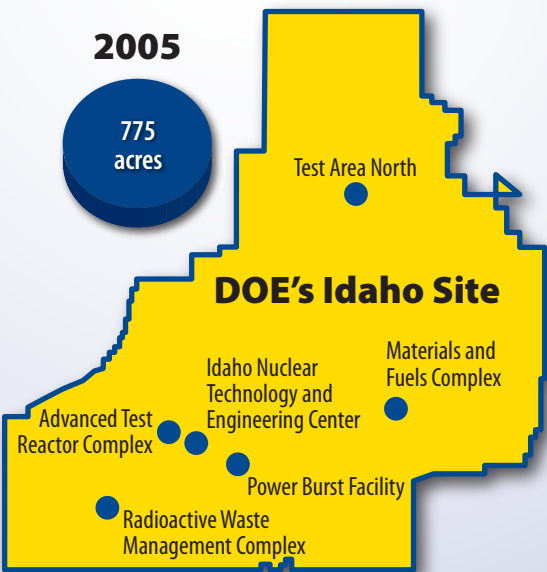 2005
775
acres
Test Area North
DOE's Idaho Site
Materials and
Fuels Complex
Idaho Nuclear
Technology and
Engineering Center
Advanced Test
Reactor Complex
Power Burst Facility
Radioactive Waste
Management Complex